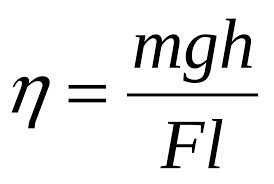 η = mgh / Fl